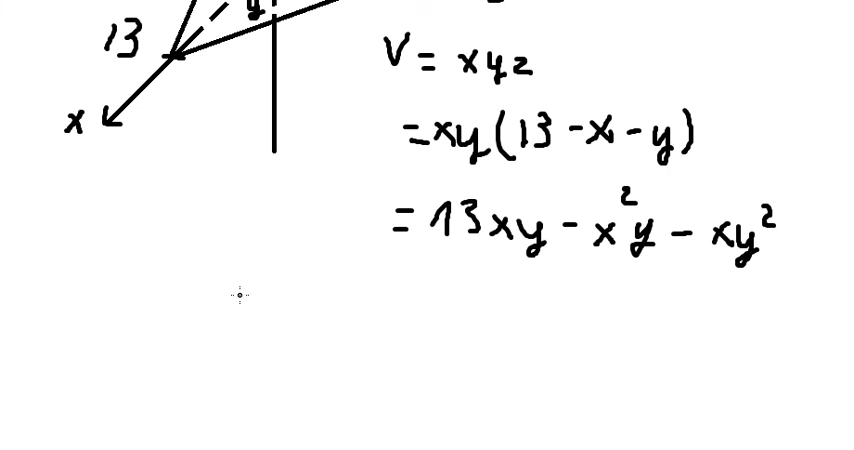 y
13
x
V = xyz
= xy(13 - x - y)
= 13xy - x²y - xy²